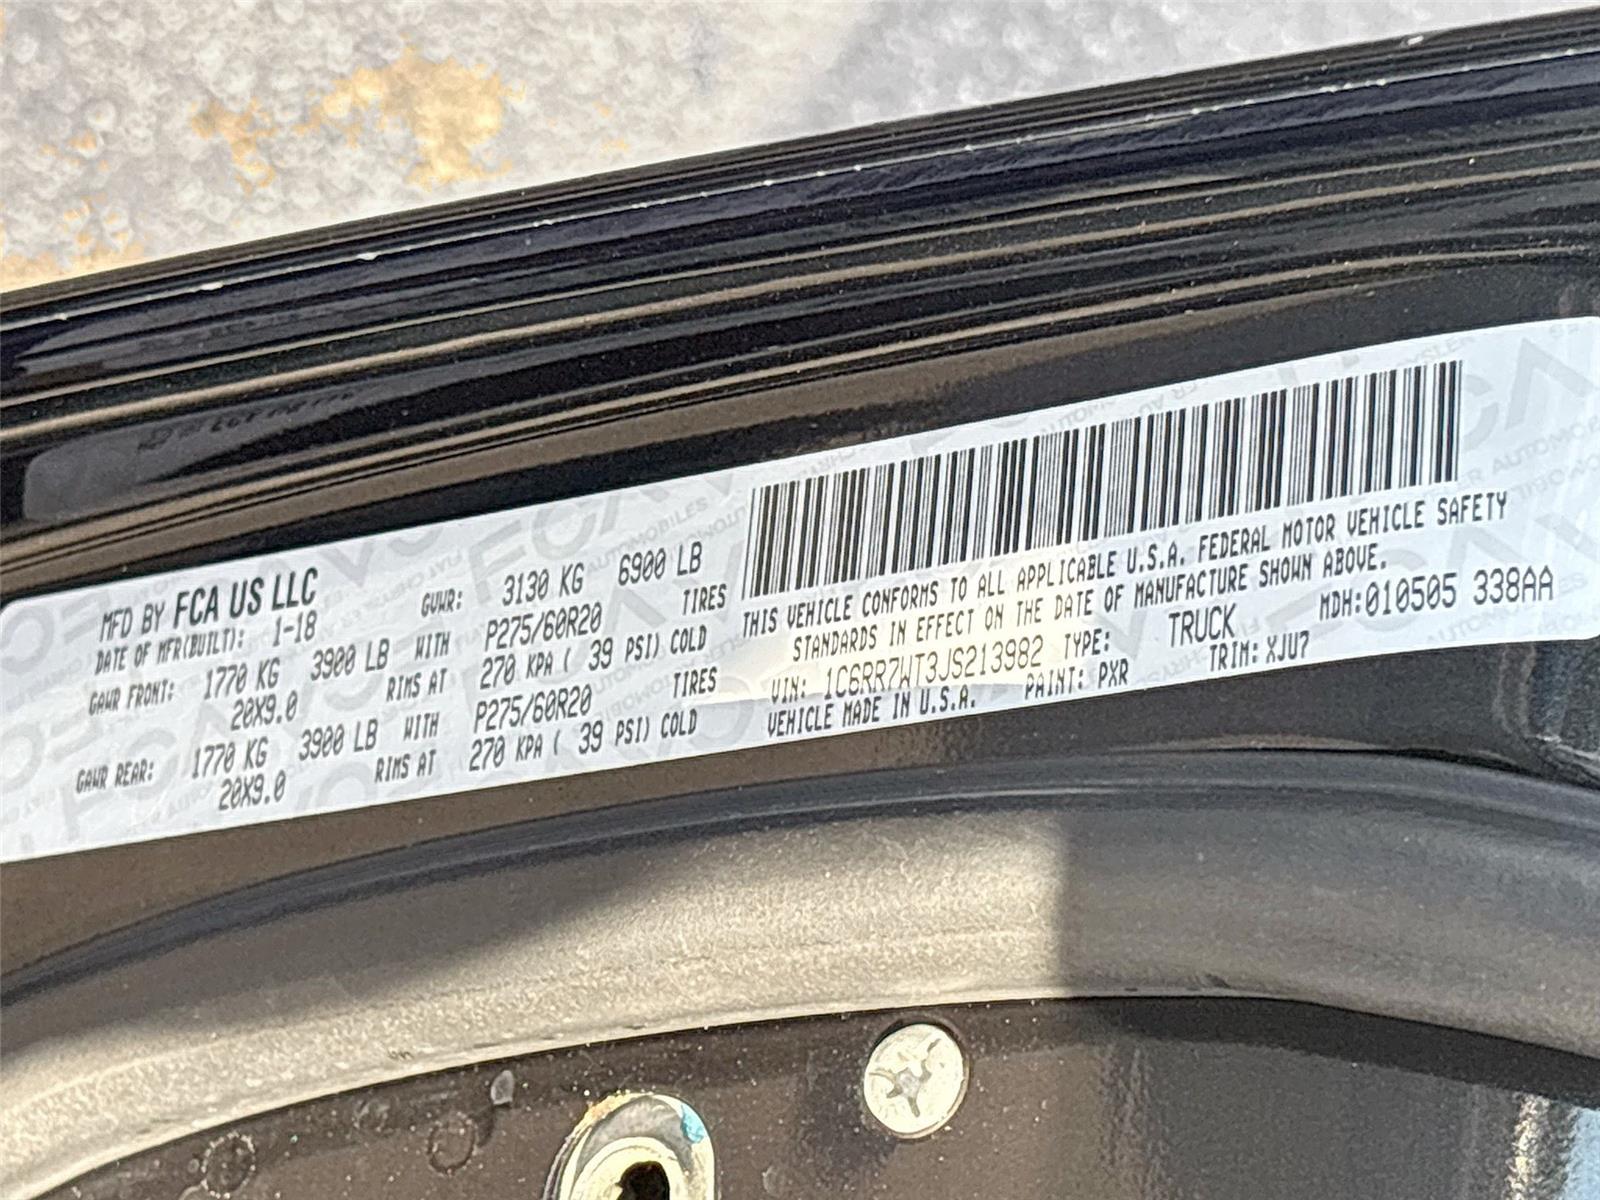 MFD BY FCA US LLC
DATE OF MFR(BUILT): 1-18 GVWR: 3130 KG 6900 LB
GAWR FRONT: 1770 KG 3900 LB WITH P275/60R20 TIRES
20X9.0 RIMS AT 270 KPA ( 39 PSI) COLD
GAWR REAR: 1770 KG 3900 LB WITH P275/60R20 TIRES
20X9.0 RIMS AT 270 KPA ( 39 PSI) COLD
THIS VEHICLE CONFORMS TO ALL APPLICABLE U.S.A. FEDERAL MOTOR VEHICLE SAFETY
STANDARDS IN EFFECT ON THE DATE OF MANUFACTURE SHOWN ABOVE.
VIN: 1C6RR7WT3JS213982 TYPE: TRUCK MDH:010505 338AA
VEHICLE MADE IN U.S.A. PAINT: PXR TRIM: XJU7